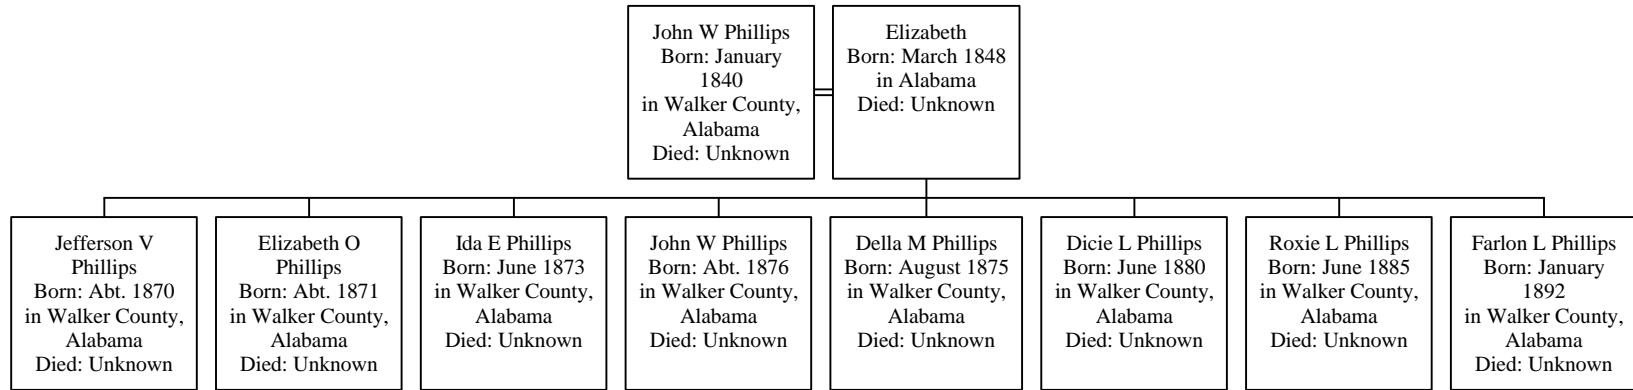 John W Phillips
Born: January
1840
in Walker County,
Alabama
Died: Unknown
Elizabeth
Born: March 1848
in Alabama
Died: Unknown
Jefferson V
Phillips
Born: Abt. 1870
in Walker County,
Alabama
Died: Unknown
Elizabeth O
Phillips
Born: Abt. 1871
in Walker County,
Alabama
Died: Unknown
Ida E Phillips
Born: June 1873
in Walker County,
Alabama
Died: Unknown
John W Phillips
Born: Abt. 1876
in Walker County,
Alabama
Died: Unknown
Della M Phillips
Born: August 1875
in Walker County,
Alabama
Died: Unknown
Dicie L Phillips
Born: June 1880
in Walker County,
Alabama
Died: Unknown
Roxie L Phillips
Born: June 1885
in Walker County,
Alabama
Died: Unknown
Farlon L Phillips
Born: January
1892
in Walker County,
Alabama
Died: Unknown